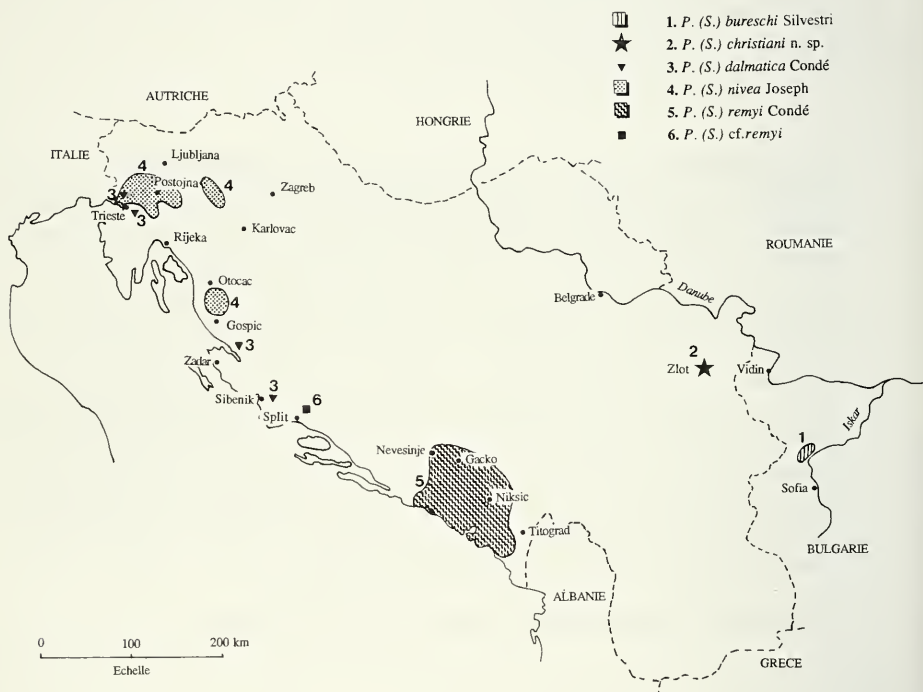 1. P. (S.) bureschi Silvestri
2. P. (S.) christiani n. sp.
3. P. (S.) dalmatica Condé
4. P. (S.) nivea Joseph
5. P. (S.) remyi Condé
6. P. (S.) cf.remyi
AUTRICHE
HONGRIE
ITALIE
Ljubljana
4
Postojna
4
Zagreb
3
Trieste
3
Karlovac
Rijeka
ROUMANIE
Otocac
4
Danube
Belgrade
Gospic
3
2
Zlot
Vidin
Zadar
Sibenik
3
6
Split
Iskar
1
Nevesinje
Gacko
5
Niksic
Sofia
Titograd
BULGARIE
ALBANIE
0 100 200 km
Echelle
GRECE